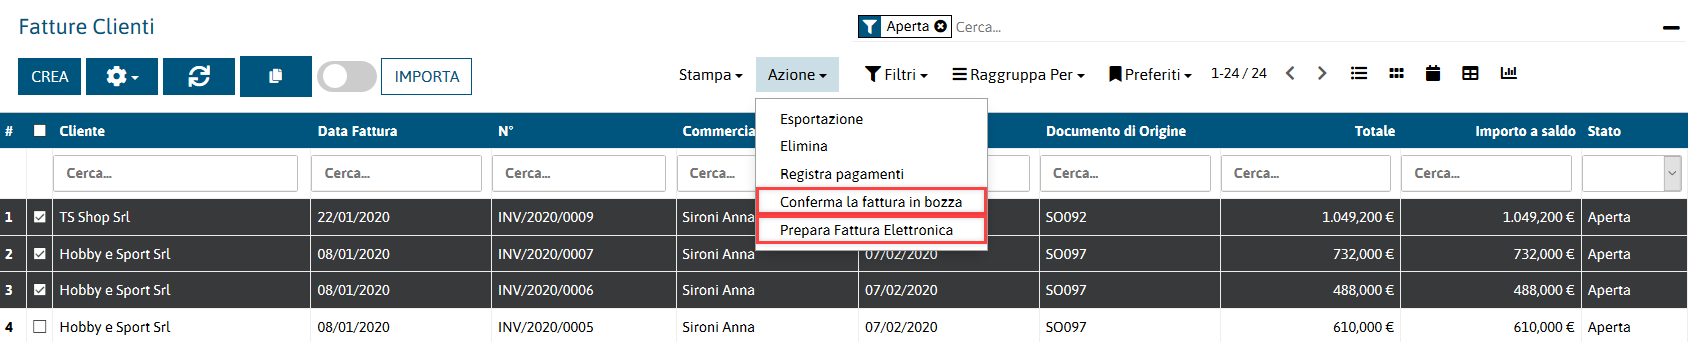 Fatture Clienti
Aperta Cerca...
CREA IMPORTA Stampa Azione Filtri Raggruppa Per Preferiti 1-24 / 24
Esportazione
Elimina
Registra pagamenti
Conferma la fattura in bozza
Prepara Fattura Elettronica
# Cliente Data Fattura N° Commercia Documento di Origine Totale Importo a saldo Stato
Cerca... Cerca... Cerca... Cerca... Cerca... Cerca... Cerca...
1 TS Shop Srl 22/01/2020 INV/2020/0009 Sironi Anna SO092 1.049,200 € 1.049,200 € Aperta
2 Hobby e Sport Srl 08/01/2020 INV/2020/0007 Sironi Anna 07/02/2020 SO097 732,000 € 732,000 € Aperta
3 Hobby e Sport Srl 08/01/2020 INV/2020/0006 Sironi Anna 07/02/2020 SO097 488,000 € 488,000 € Aperta
4 Hobby e Sport Srl 08/01/2020 INV/2020/0005 Sironi Anna 07/02/2020 SO097 610,000 € 610,000 € Aperta